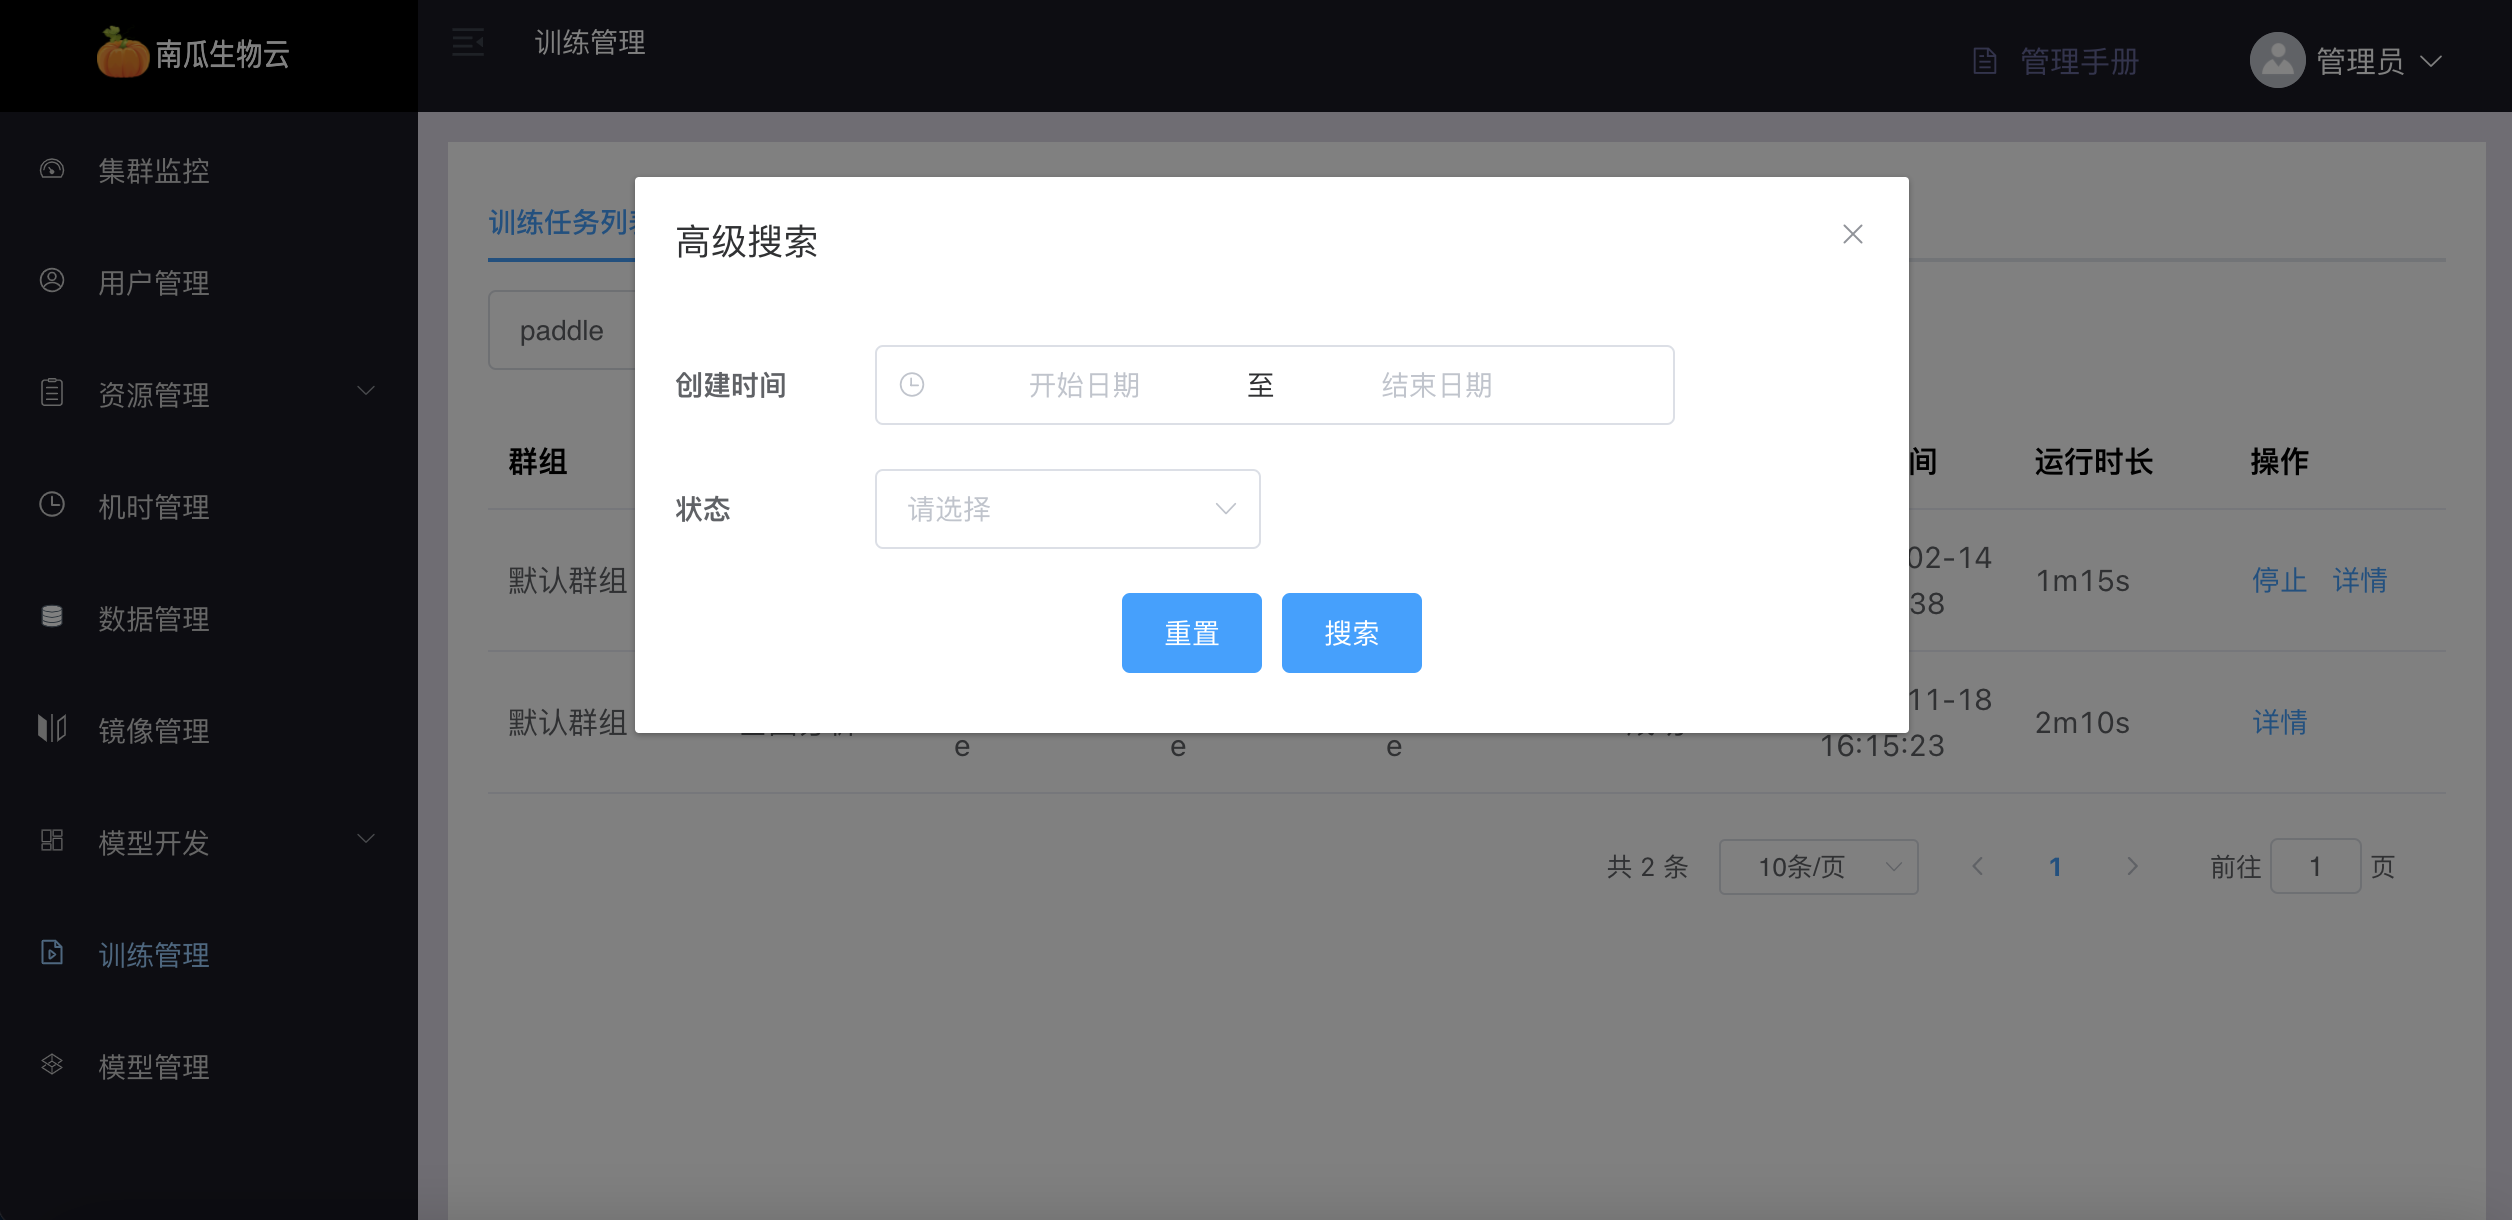 南瓜生物云
训练管理
管理手册
管理员
集群监控
用户管理
资源管理
机时管理
数据管理
镜像管理
模型开发
训练管理
模型管理
训练任务列
paddle
高级搜索
创建时间
开始日期 至 结束日期
状态
请选择
重置 搜索
群组 间 运行时长 操作
默认群组 02-14 38 1m15s 停止 详情
默认群组 e e e 11-18 16:15:23 2m10s 详情
共 2 条 10条/页 1 前往 1 页